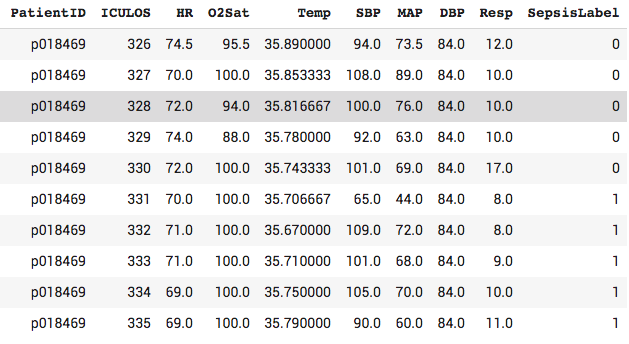 PatientID ICULOS HR O2Sat Temp SBP MAP DBP Resp SepsisLabel
p018469 326 74.5 95.5 35.890000 94.0 73.5 84.0 12.0 0
p018469 327 70.0 100.0 35.853333 108.0 89.0 84.0 10.0 0
p018469 328 72.0 94.0 35.816667 100.0 76.0 84.0 10.0 0
p018469 329 74.0 88.0 35.780000 92.0 63.0 84.0 10.0 0
p018469 330 72.0 100.0 35.743333 101.0 69.0 84.0 17.0 0
p018469 331 70.0 100.0 35.706667 65.0 44.0 84.0 8.0 1
p018469 332 71.0 100.0 35.670000 109.0 72.0 84.0 8.0 1
p018469 333 71.0 100.0 35.710000 101.0 68.0 84.0 9.0 1
p018469 334 69.0 100.0 35.750000 105.0 70.0 84.0 10.0 1
p018469 335 69.0 100.0 35.790000 90.0 60.0 84.0 11.0 1